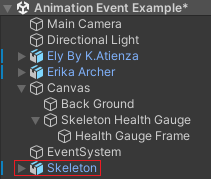 Animation Event Example*
Main Camera
Directional Light
Ely By K.Atienza
Erika Archer
Canvas
Back Ground
Skeleton Health Gauge
Health Gauge Frame
EventSystem
Skeleton